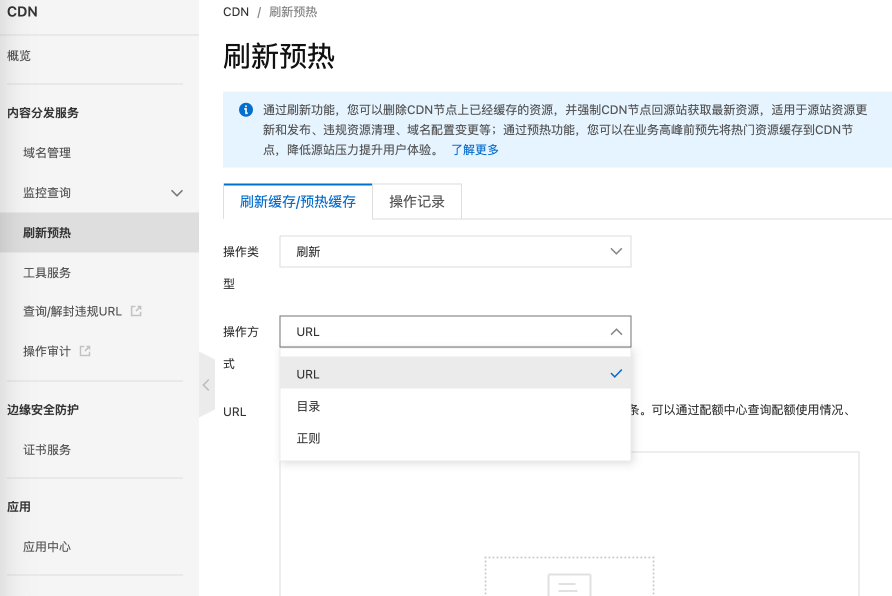 CDN
概览
内容分发服务
域名管理
监控查询
刷新预热
工具服务
查询/解封违规URL
操作审计
边缘安全防护
证书服务
应用
应用中心
CDN / 刷新预热
刷新预热
通过刷新功能，您可以删除CDN节点上已经缓存的资源，并强制CDN节点回源站获取最新资源，适用于源站资源更
新和发布、违规资源清理、域名配置变更等；通过预热功能，您可以在业务高峰前预先将热门资源缓存到CDN节
点，降低源站压力提升用户体验。 了解更多
刷新缓存/预热缓存 操作记录
操作类 刷新
型
操作方 URL
式
URL
目录
正则
URL 条。可以通过配额中心查询配额使用情况、